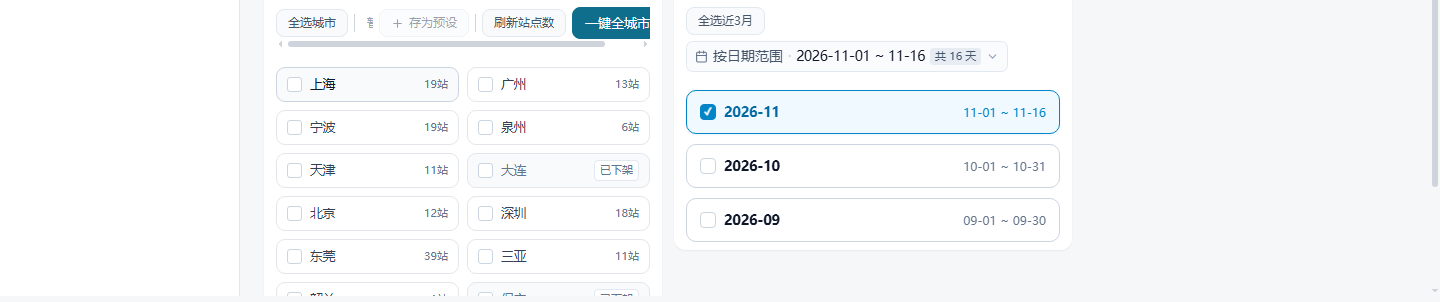 全选城市
存为预设
刷新站点数
一键全城市
上海 19站
广州 13站
宁波 19站
泉州 6站
天津 11站
大连 已下架
北京 12站
深圳 18站
东莞 39站
三亚 11站
全选近3月
按日期范围 · 2026-11-01 ~ 11-16 共 16 天
2026-11 11-01 ~ 11-16
2026-10 10-01 ~ 10-31
2026-09 09-01 ~ 09-30